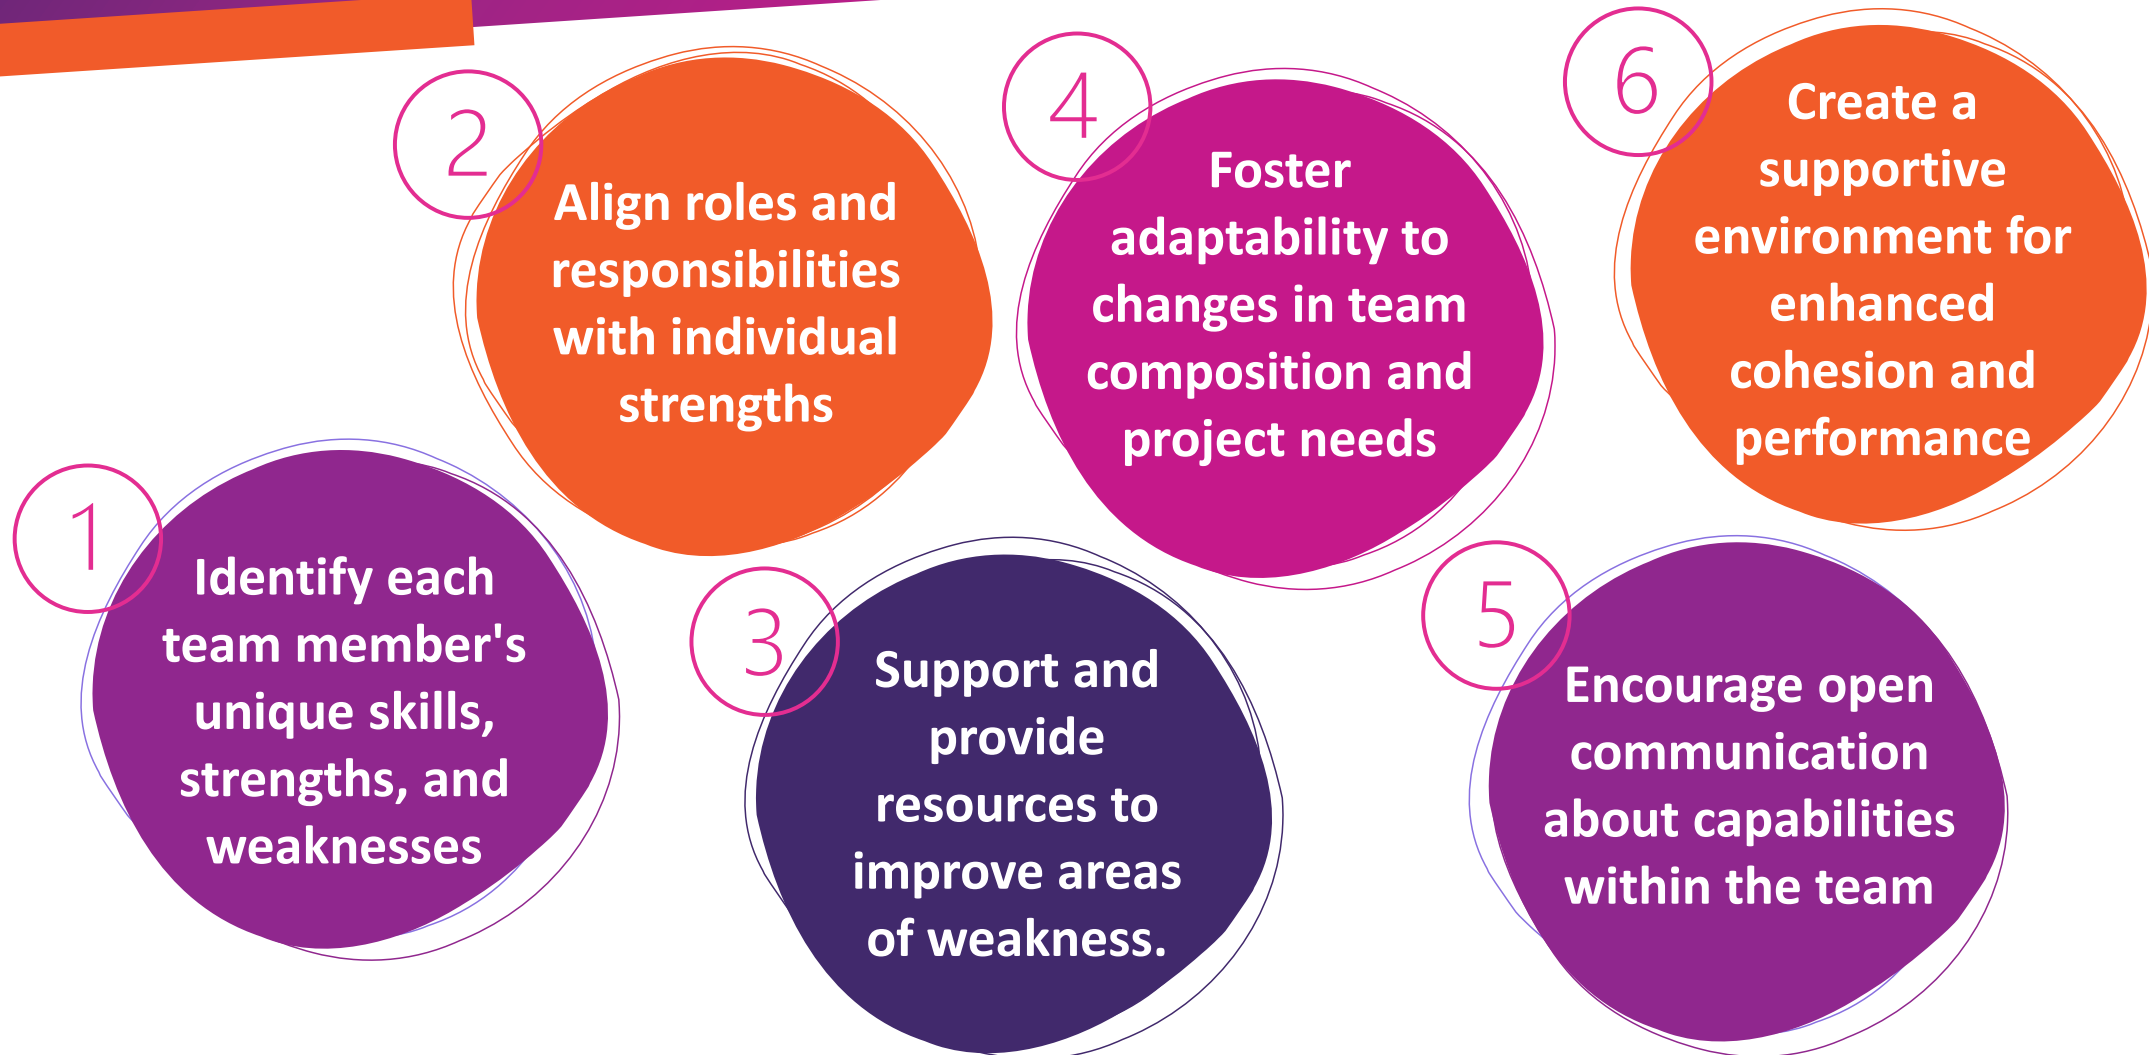 1
Identify each
team member's
unique skills,
strengths, and
weaknesses
2
Align roles and
responsibilities
with individual
strengths
3
Support and
provide
resources to
improve areas
of weakness.
4
Foster
adaptability to
changes in team
composition and
project needs
5
Encourage open
communication
about capabilities
within the team
6
Create a
supportive
environment for
enhanced
cohesion and
performance